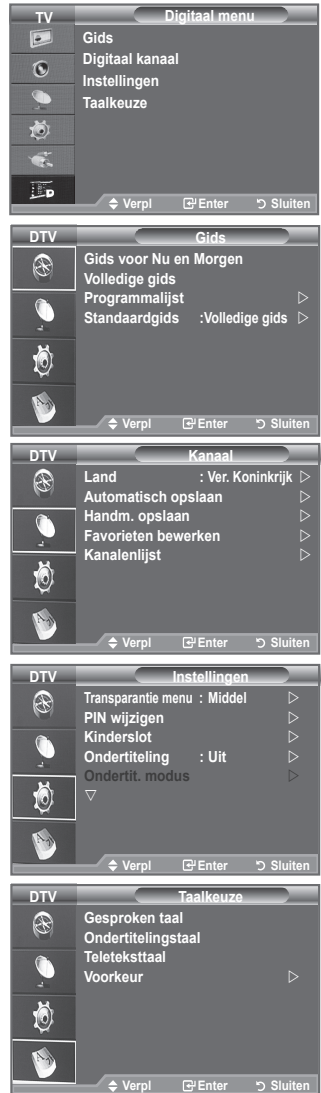 TV Digitaal menu
Gids
Digitaal kanaal
Instellingen
Taalkeuze
Verpl Enter Sluiten
DTV Gids
Gids voor Nu en Morgen
Volledige gids
Programmalijst
Standaardgids :Volledige gids
Verpl Enter Sluiten
DTV Kanaal
Land : Ver. Koninkrijk
Automatisch opslaan
Handm. opslaan
Favorieten bewerken
Kanalenlijst
Verpl Enter Sluiten
DTV Instellingen
Transparantie menu : Middel
PIN wijzigen
Kinderslot
Ondertiteling : Uit
Ondertit. modus
Verpl Enter Sluiten
DTV Taalkeuze
Gesproken taal
Ondertitelingstaal
Teleteksttaal
Voorkeur
Verpl Enter Sluiten